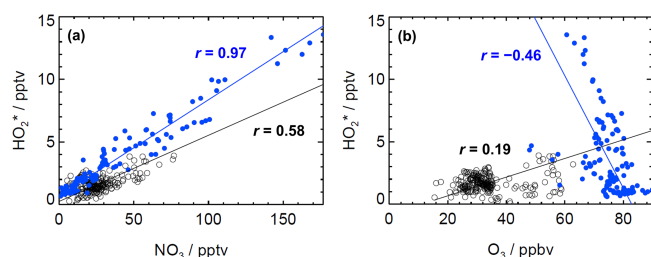 (a)
r = 0.97
r = 0.58
HO₂* / pptv
15
10
5
0
0
50
100
150
NO₃ / pptv
(b)
r = −0.46
r = 0.19
HO₂* / pptv
15
10
5
0
0
20
40
60
80
O₃ / ppbv